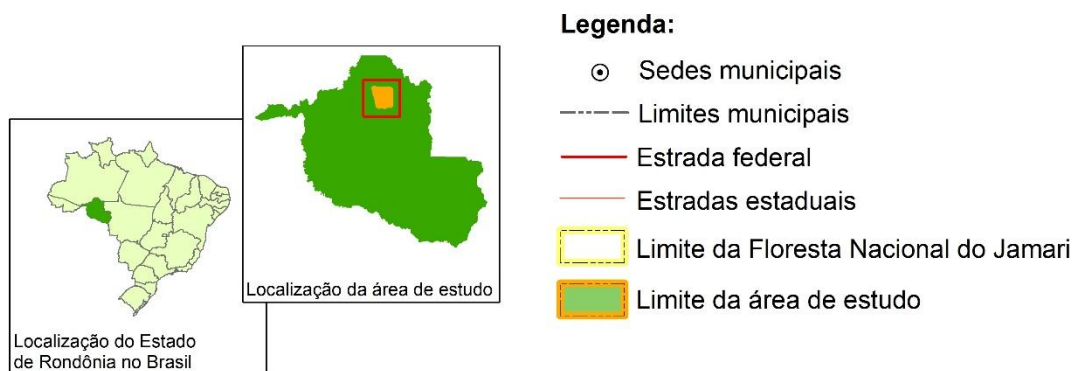 Legenda:
Sedes municipais
Limites municipais
Estrada federal
Estradas estaduais
Limite da Floresta Nacional do Jamari
Limite da área de estudo
Localização da área de estudo
Localização do Estado
de Rondônia no Brasil